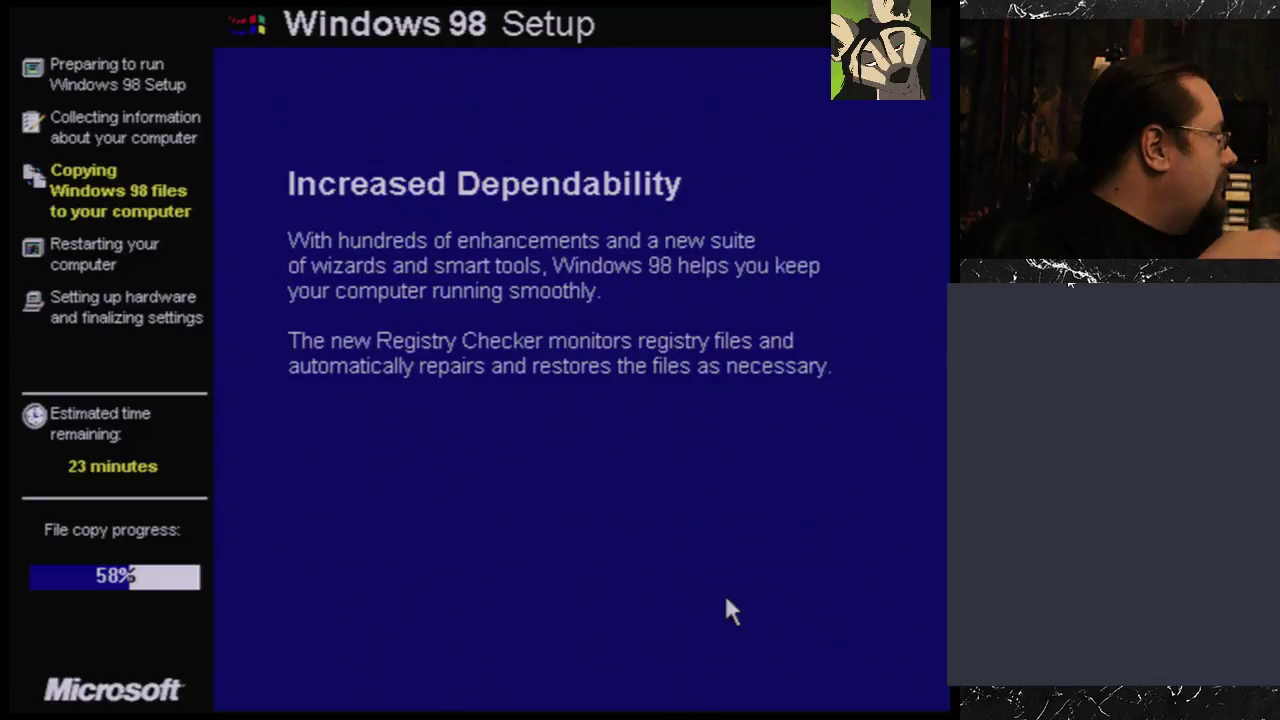 Windows 98 Setup
Preparing to run
Windows 98 Setup
Collecting information
about your computer
Copying
Windows 98 files
to your computer
Restarting your
computer
Setting up hardware
and finalizing settings
Estimated time
remaining:
23 minutes
File copy progress:
58%
Microsoft
Increased Dependability
With hundreds of enhancements and a new suite
of wizards and smart tools, Windows 98 helps you keep
your computer running smoothly.
The new Registry Checker monitors registry files and
automatically repairs and restores the files as necessary.